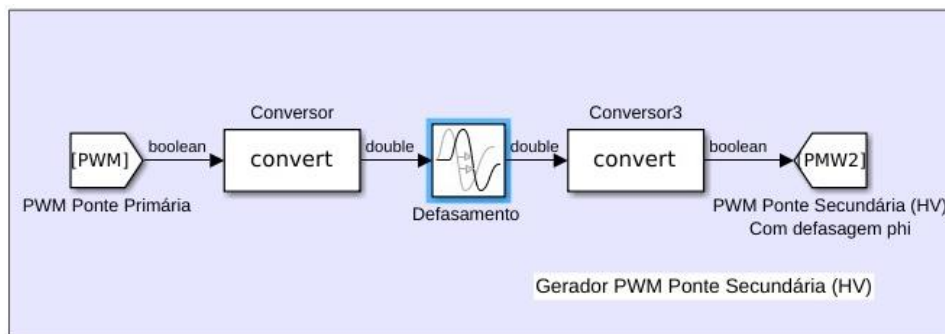 Conversor
Conversor3
[PWM]
boolean
convert
double
double
convert
boolean
[PMW2]
PWM Ponte Primária
Defasamento
PWM Ponte Secundária (HV)
Com defasagem phi
Gerador PWM Ponte Secundária (HV)